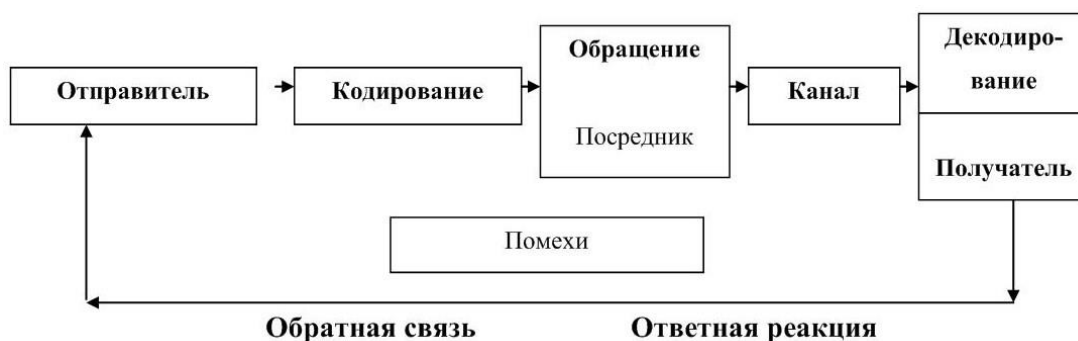 Отправитель
Кодирование
Обращение
Посредник
Канал
Декодиро-
вание
Получатель
Помехи
Обратная связь
Ответная реакция